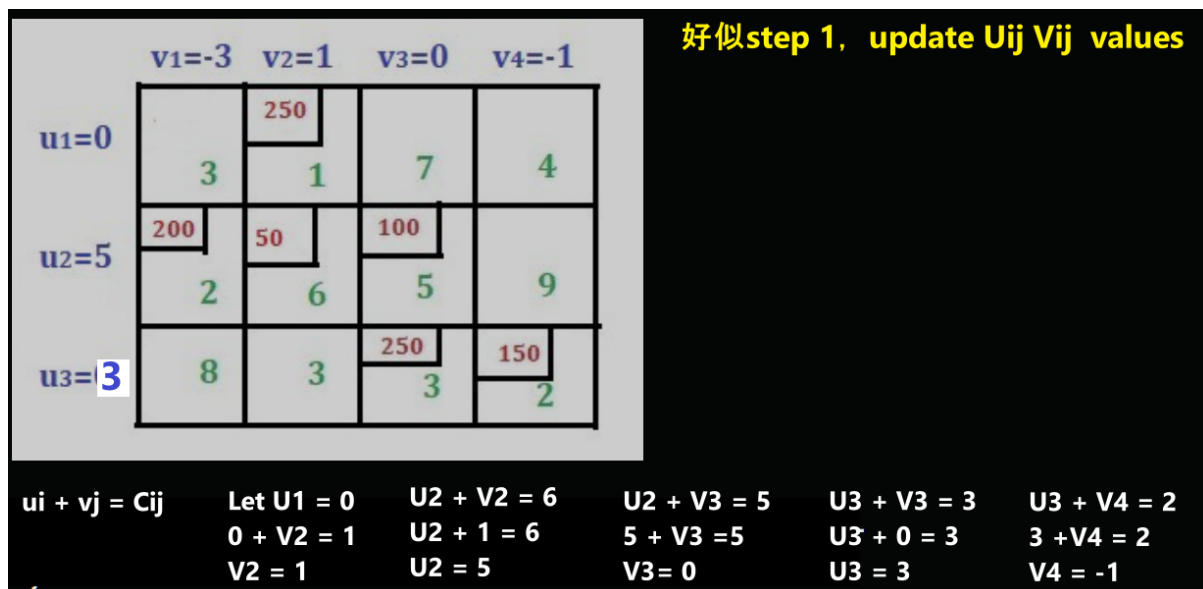 好似step 1, update Uij Vij values
v1=-3 v2=1 v3=0 v4=-1
250
u1=0
3 1 7 4
200 50 100
u2=5
2 6 5 9
250 150
u3=3
8 3 3 2
ui + vj = Cij Let U1 = 0 U2 + V2 = 6 U2 + V3 = 5 U3 + V3 = 3 U3 + V4 = 2
0 + V2 = 1 U2 + 1 = 6 5 + V3 =5 U3 + 0 = 3 3 +V4 = 2
V2 = 1 U2 = 5 V3= 0 U3 = 3 V4 = -1